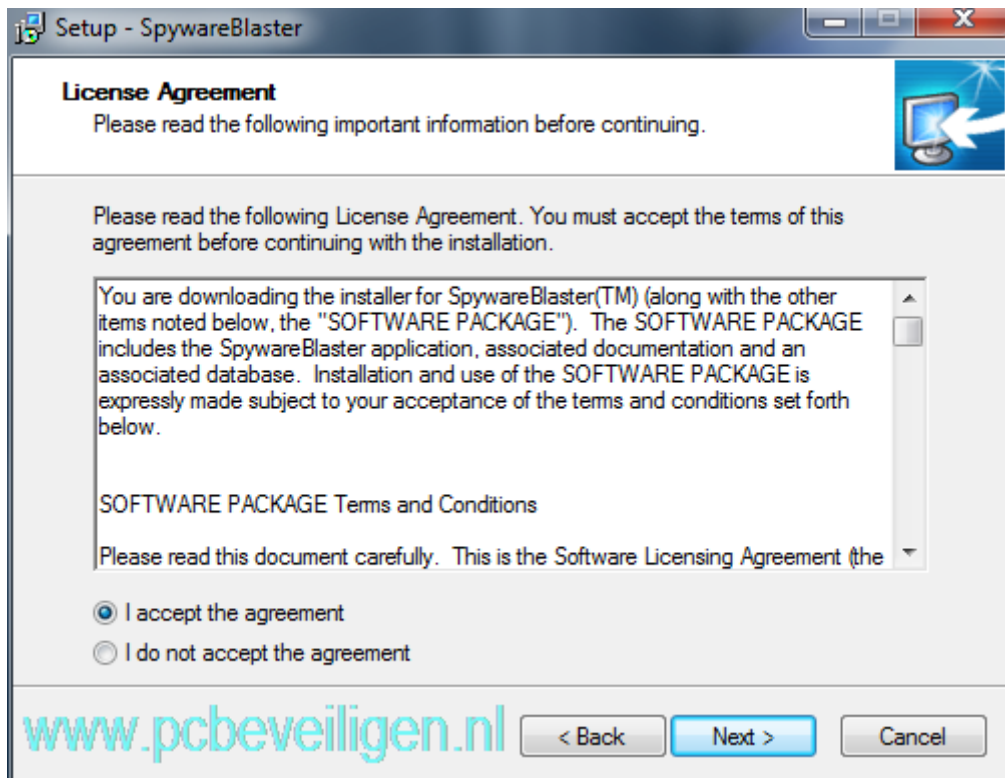 Setup - SpywareBlaster
License Agreement
Please read the following important information before continuing.
Please read the following License Agreement. You must accept the terms of this
agreement before continuing with the installation.
You are downloading the installer for SpywareBlaster(TM) (along with the other
items noted below, the "SOFTWARE PACKAGE"). The SOFTWARE PACKAGE
includes the SpywareBlaster application, associated documentation and an
associated database. Installation and use of the SOFTWARE PACKAGE is
expressly made subject to your acceptance of the terms and conditions set forth
below.
SOFTWARE PACKAGE Terms and Conditions
Please read this document carefully. This is the Software Licensing Agreement (the
I accept the agreement
I do not accept the agreement
www.pcbeveiligen.nl
< Back
Next >
Cancel